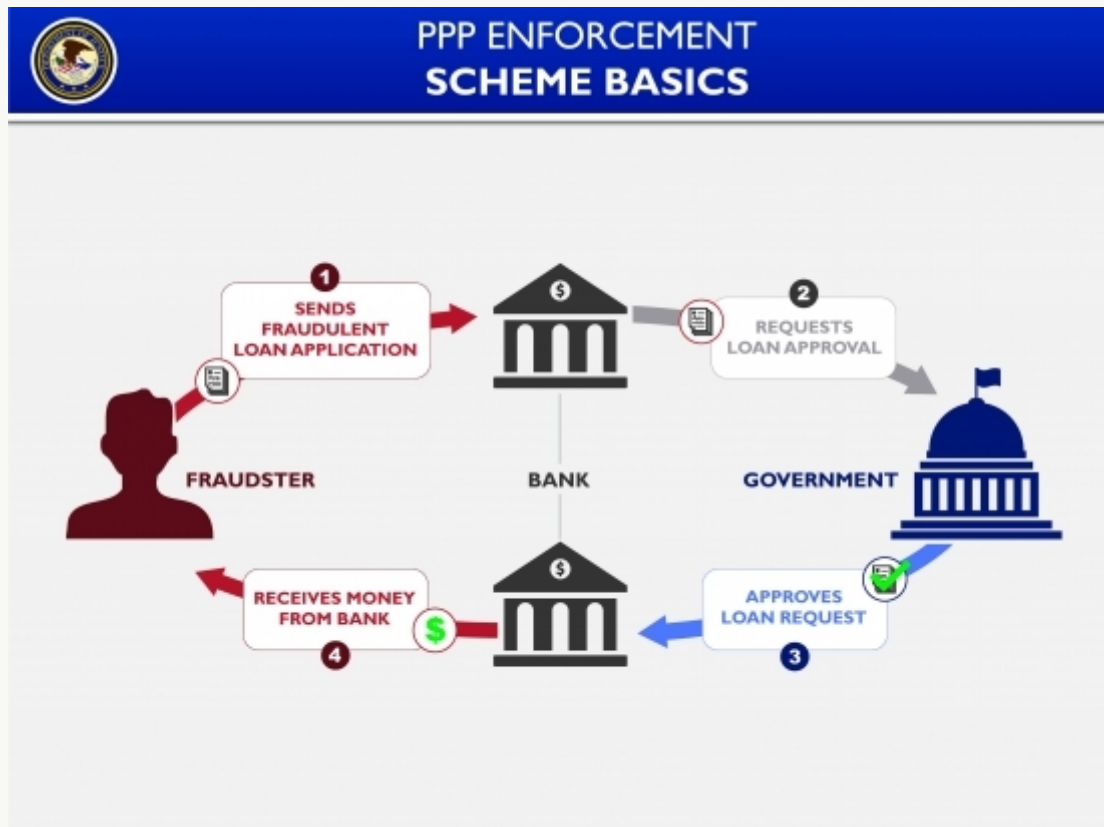 PPP ENFORCEMENT
SCHEME BASICS
1
SENDS
FRAUDULENT
LOAN APPLICATION
$
2
REQUESTS
LOAN APPROVAL
FRAUDSTER
BANK
GOVERNMENT
RECEIVES MONEY
FROM BANK
4
$
$
APPROVES
LOAN REQUEST
3